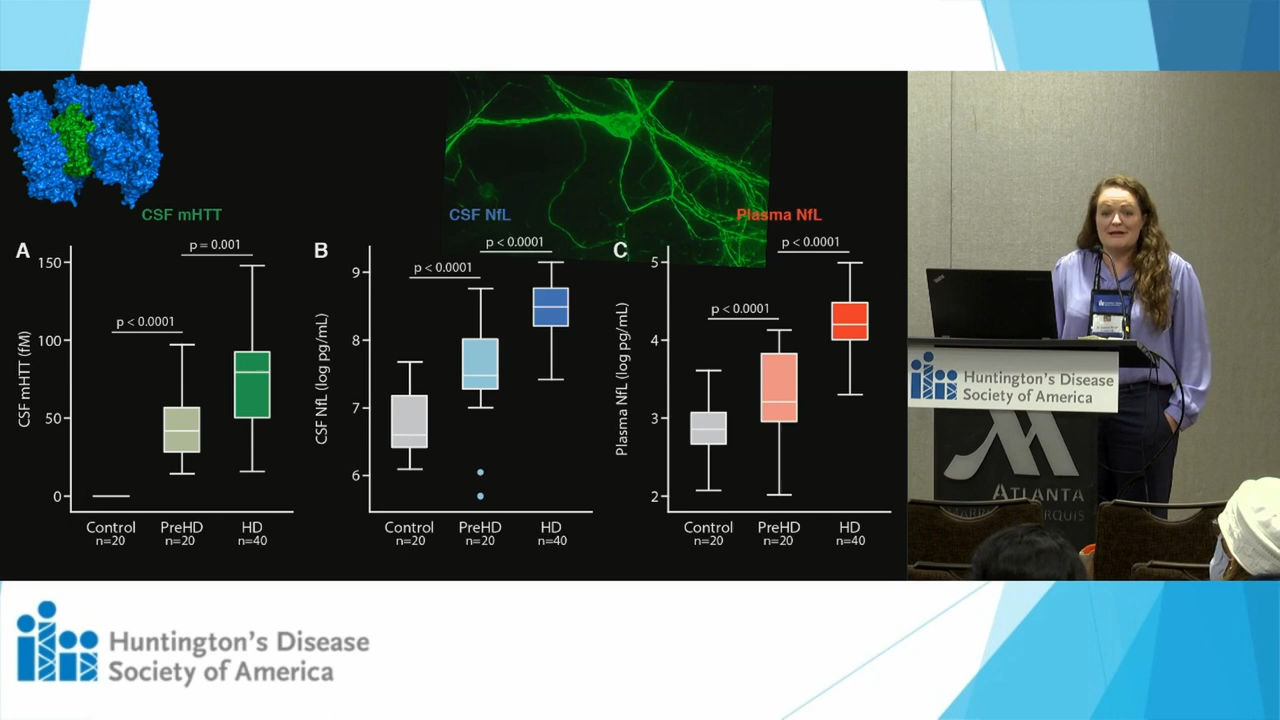 CSF mHTT
CSF NfL
Plasma NfL
A
CSF mHTT (fM)
150
100
50
0
p < 0.0001
p = 0.001
Control
n=20
PreHD
n=20
HD
n=40
B
CSF NfL (log pg/mL)
9
8
7
6
p < 0.0001
p < 0.0001
Control
n=20
PreHD
n=20
HD
n=40
C
Plasma NfL (log pg/mL)
5
4
3
2
p < 0.0001
p < 0.0001
Control
n=20
PreHD
n=20
HD
n=40
Huntington's Disease
Society of America
ATLANTA
MARQUIS
Huntington's Disease
Society of America